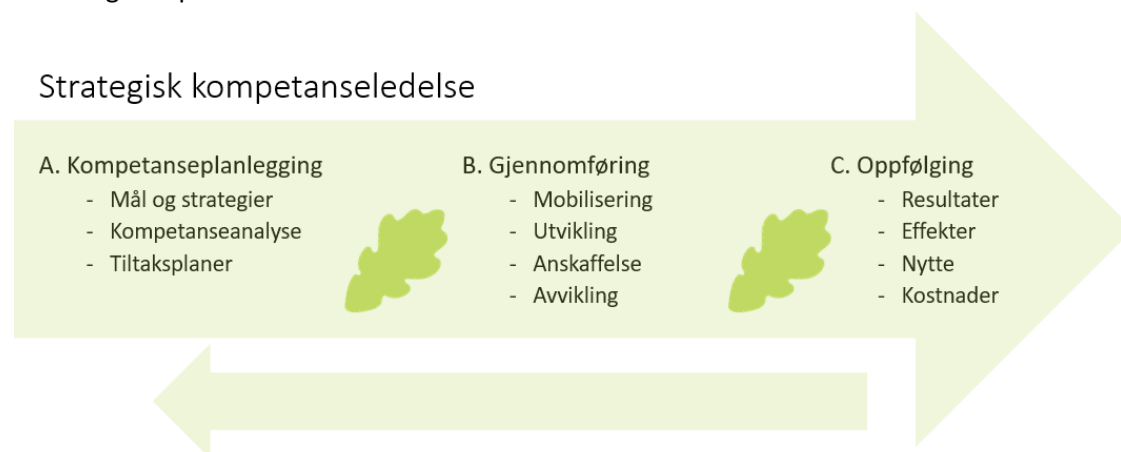 Strategisk kompetanseledelse
A. Kompetanseplanlegging
- Mål og strategier
- Kompetanseanalyse
- Tiltaksplaner
B. Gjennomføring
- Mobilisering
- Utvikling
- Anskaffelse
- Avvikling
C. Oppfølging
- Resultater
- Effekter
- Nytte
- Kostnader